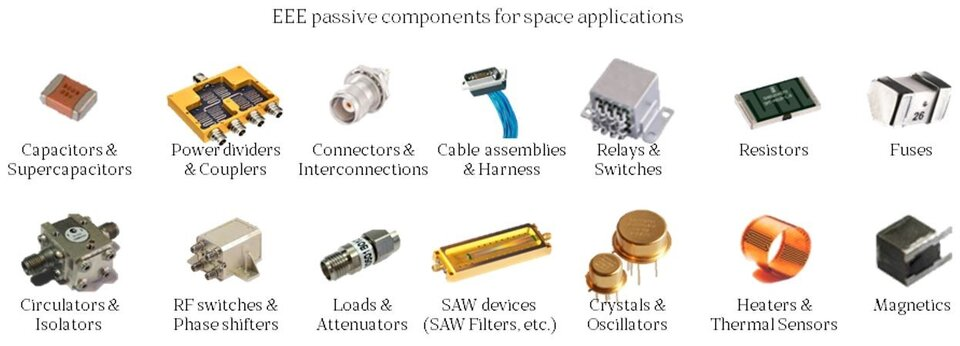 EEE passive components for space applications
Capacitors &
Supercapacitors
Power dividers
& Couplers
Connectors &
Interconnections
Cable assemblies
& Harness
Relays &
Switches
Resistors
26
Fuses
Circulators &
Isolators
RF switches &
Phase shifters
Loads &
Attenuators
SAW devices
(SAW Filters, etc.)
Crystals &
Oscillators
Heaters &
Thermal Sensors
Magnetics